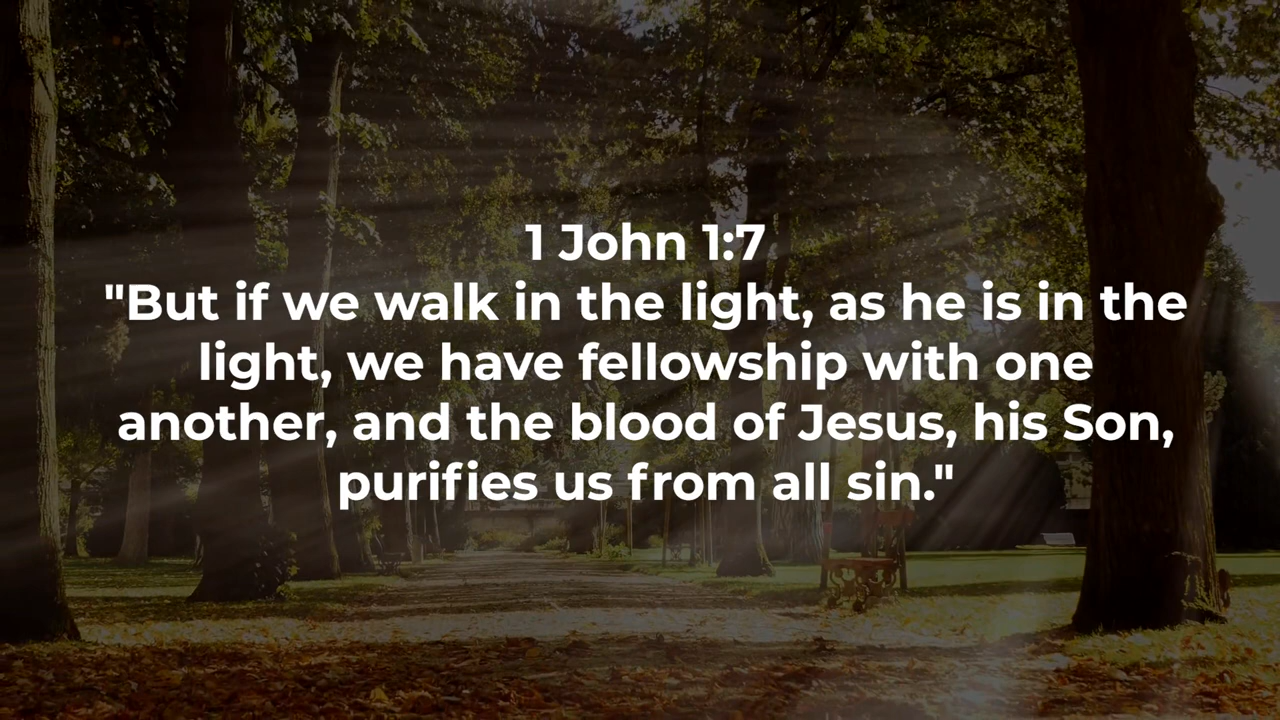 1 John 1:7
"But if we walk in the light, as he is in the
light, we have fellowship with one
another, and the blood of Jesus, his Son,
purifies us from all sin."